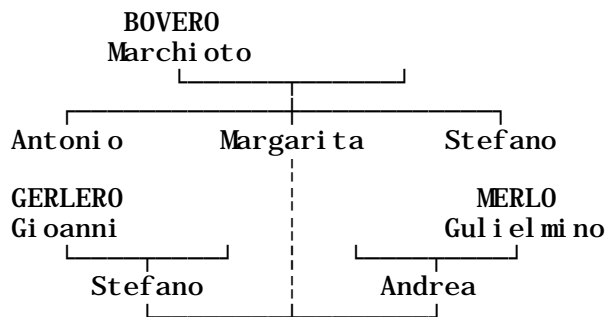 BOVERO
Marchioto
Antonio Margarita Stefano
GERLERO MERLO
Gioanni Gulielmino
Stefano Andrea